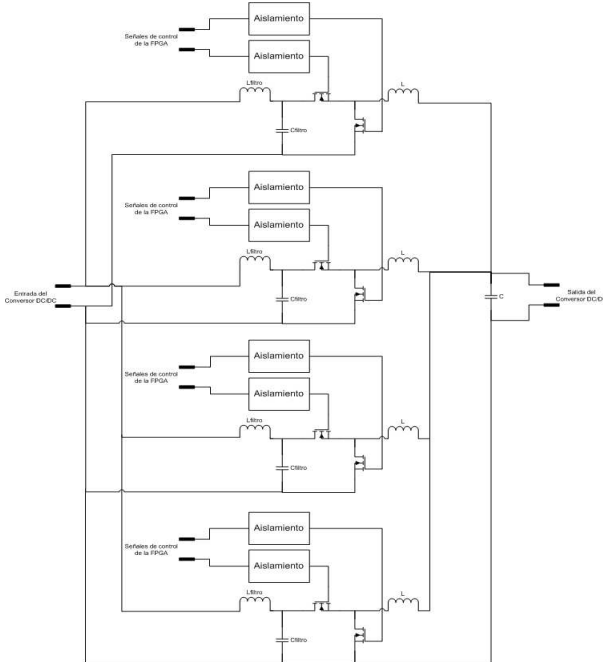 Aislamiento
Señales de control
de la FPGA
Aislamiento
Lfiltro
L
Cfiltro
Aislamiento
Señales de control
de la FPGA
Aislamiento
Lfiltro
L
Entrada del
Conversor DC/DC
Cfiltro
C
Salida del
Conversor DC/D
Aislamiento
Señales de control
de la FPGA
Aislamiento
Lfiltro
L
Cfiltro
Aislamiento
Señales de control
de la FPGA
Aislamiento
Lfiltro
L
Cfiltro